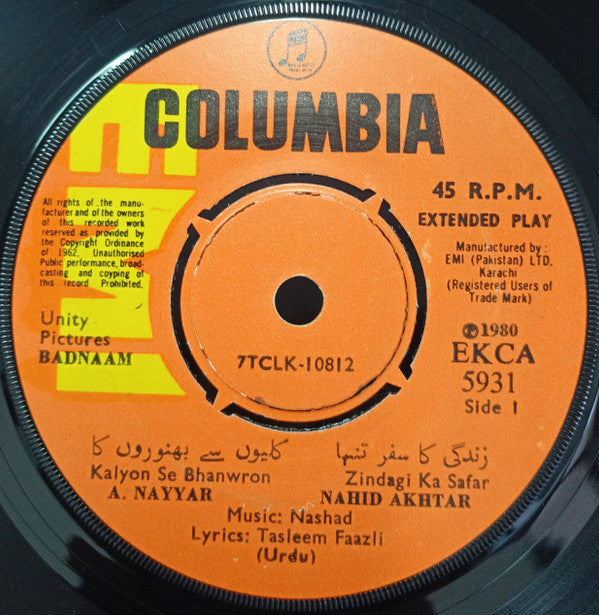 COLUMBIA
EMI
All rights of the manu-
facturer and of the owners
of this recorded work
reserved as provided by
the Copyright Ordinance
of 1962. Unauthorised
Public performance, broad-
casting and coyping of
this record Prohibited.
45 R.P.M.
EXTENDED PLAY
Manufactured by:
EMI (Pakistan) LTD.
Karachi
(Registered Users of
Trade Mark)
Unity
Pictures
BADNAAM
7TCLK-10812
℗1980
EKCA
5931
Side 1
کلیوں سے بھنوروں کا
Kalyon Se Bhanwron
A. NAYYAR
زندگی کا سفر تنہا
Zindagi Ka Safar
NAHID AKHTAR
Music: Nashad
Lyrics: Tasleem Faazli
(Urdu)